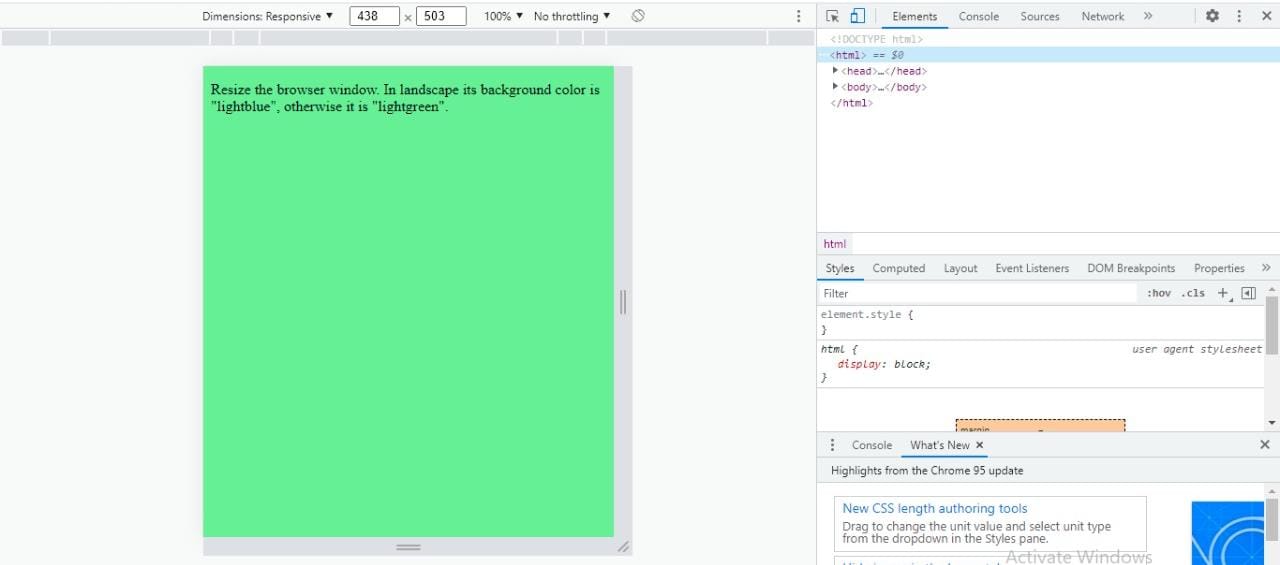 Dimensions: Responsive ▼ 438 × 503 100% ▼ No throttling ▼
Elements Console Sources Network »
<!DOCTYPE html>
<html> == $0
<head>…</head>
<body>…</body>
</html>
Resize the browser window. In landscape its background color is
"lightblue", otherwise it is "lightgreen".
html
Styles Computed Layout Event Listeners DOM Breakpoints Properties »
Filter :hov .cls +
element.style {
}
html { user agent stylesheet
display: block;
}
margin
Console What's New ×
Highlights from the Chrome 95 update
New CSS length authoring tools
Drag to change the unit value and select unit type
from the dropdown in the Styles pane.
Activate Windows